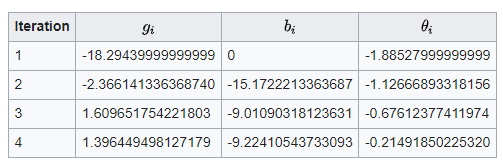 Iteration g_i b_i θ_i
1 -18.29439999999999 0 -1.88527999999999
2 -2.366141336368740 -15.1722213363687 -1.12666893318156
3 1.609651754221803 -9.01090318123631 -0.67612377411974
4 1.396449498127179 -9.22410543733093 -0.21491850225320